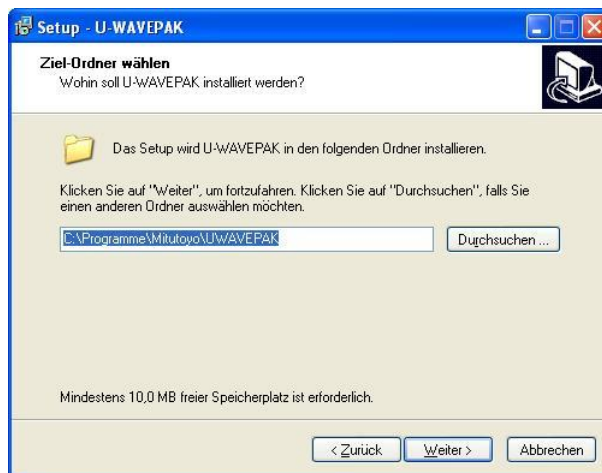 Setup - U-WAVEPAK
Ziel-Ordner wählen
Wohin soll U-WAVEPAK installiert werden?
Das Setup wird U-WAVEPAK in den folgenden Ordner installieren.
Klicken Sie auf "Weiter", um fortzufahren. Klicken Sie auf "Durchsuchen", falls Sie
einen anderen Ordner auswählen möchten.
C:\Programme\Mitutoyo\UWAVEPAK
Durchsuchen ...
Mindestens 10,0 MB freier Speicherplatz ist erforderlich.
< Zurück
Weiter >
Abbrechen